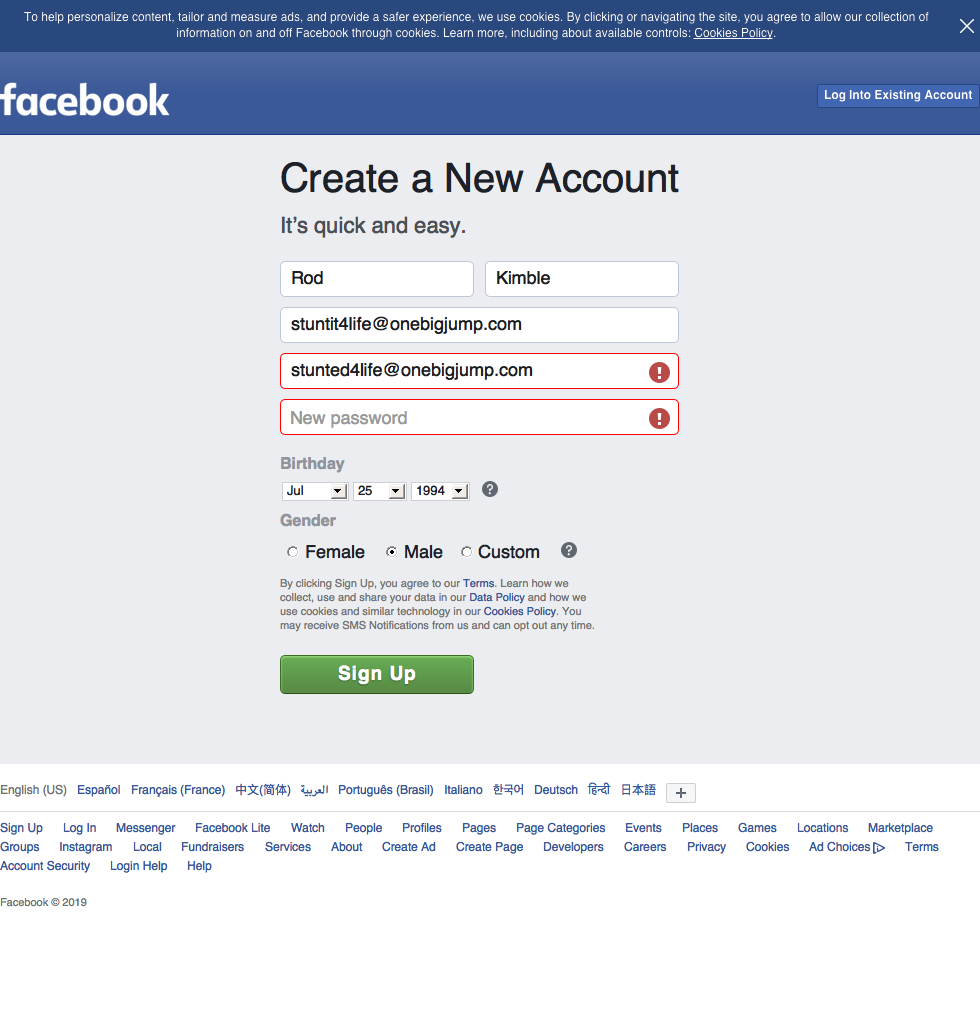 To help personalize content, tailor and measure ads, and provide a safer experience, we use cookies. By clicking or navigating the site, you agree to allow our collection of
information on and off Facebook through cookies. Learn more, including about available controls: Cookies Policy.
facebook
Log Into Existing Account
Create a New Account
It's quick and easy.
Rod Kimble
stuntit4life@onebigjump.com
stunted4life@onebigjump.com
New password
Birthday
Jul 25 1994 ?
Gender
Female Male Custom ?
By clicking Sign Up, you agree to our Terms. Learn how we
collect, use and share your data in our Data Policy and how we
use cookies and similar technology in our Cookies Policy. You
may receive SMS Notifications from us and can opt out any time.
Sign Up
English (US) Español Français (France) 中文(简体) العربية Português (Brasil) Italiano 한국어 Deutsch हिन्दी 日本語 +
Sign Up Log In Messenger Facebook Lite Watch People Profiles Pages Page Categories Events Places Games Locations Marketplace
Groups Instagram Local Fundraisers Services About Create Ad Create Page Developers Careers Privacy Cookies Ad Choices Terms
Account Security Login Help Help
Facebook © 2019